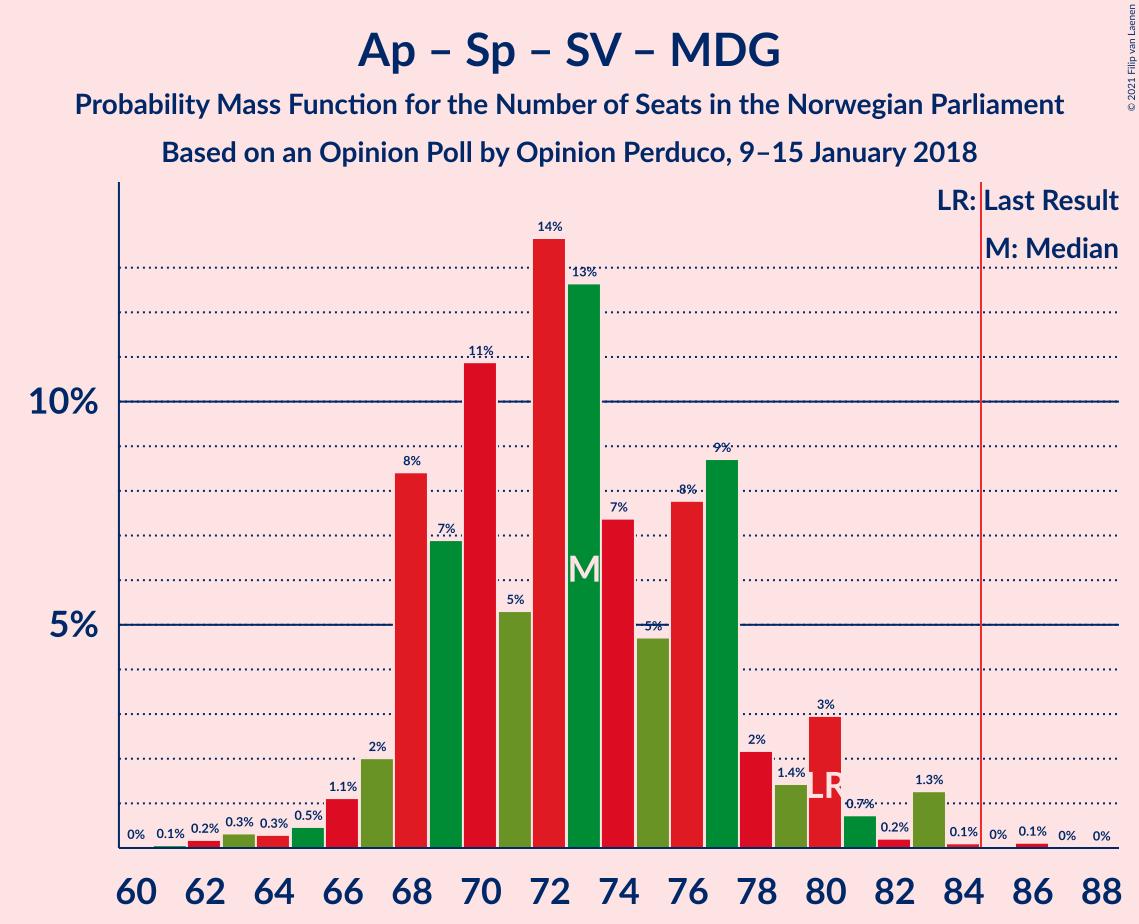 Ap – Sp – SV – MDG
Probability Mass Function for the Number of Seats in the Norwegian Parliament
Based on an Opinion Poll by Opinion Perduco, 9–15 January 2018
© 2021 Filip van Laenen
LR: Last Result
M: Median
10%
5%
0% 0.1% 0.2% 0.3% 0.3% 0.5% 1.1% 2% 8% 7% 11% 5% 14% 13% 7% 5% 8% 9% 2% 1.4% 3% 0.7% 0.2% 1.3% 0.1% 0% 0.1% 0% 0%
M
LR
60 62 64 66 68 70 72 74 76 78 80 82 84 86 88